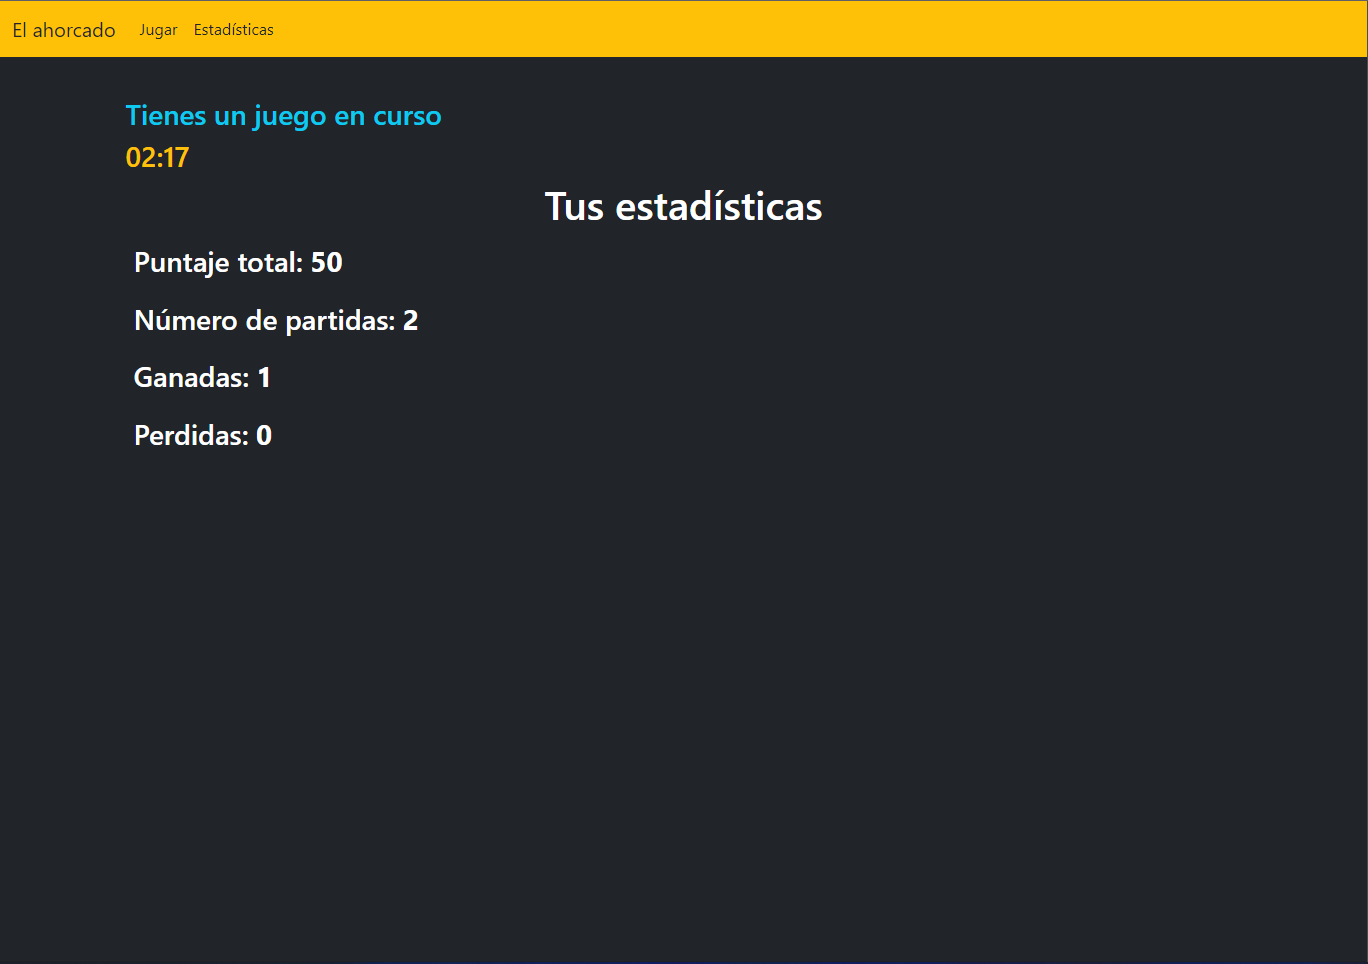 El ahorcado Jugar Estadísticas
Tienes un juego en curso
02:17
Tus estadísticas
Puntaje total: 50
Número de partidas: 2
Ganadas: 1
Perdidas: 0